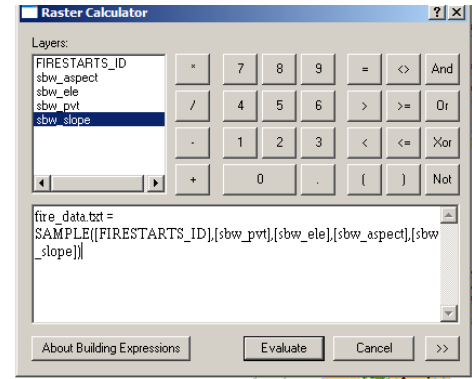 Raster Calculator
Layers:
FIRESTARTS_ID
sbw_aspect
sbw_ele
sbw_pvt
sbw_slope
* 7 8 9 = <> And
/ 4 5 6 > >= Or
- 1 2 3 < <= Xor
+ 0 . ( ) Not
fire_data.txt =
SAMPLE([FIRESTARTS_ID],[sbw_pvt],[sbw_ele],[sbw_aspect],[sbw
_slope])
About Building Expressions Evaluate Cancel >>